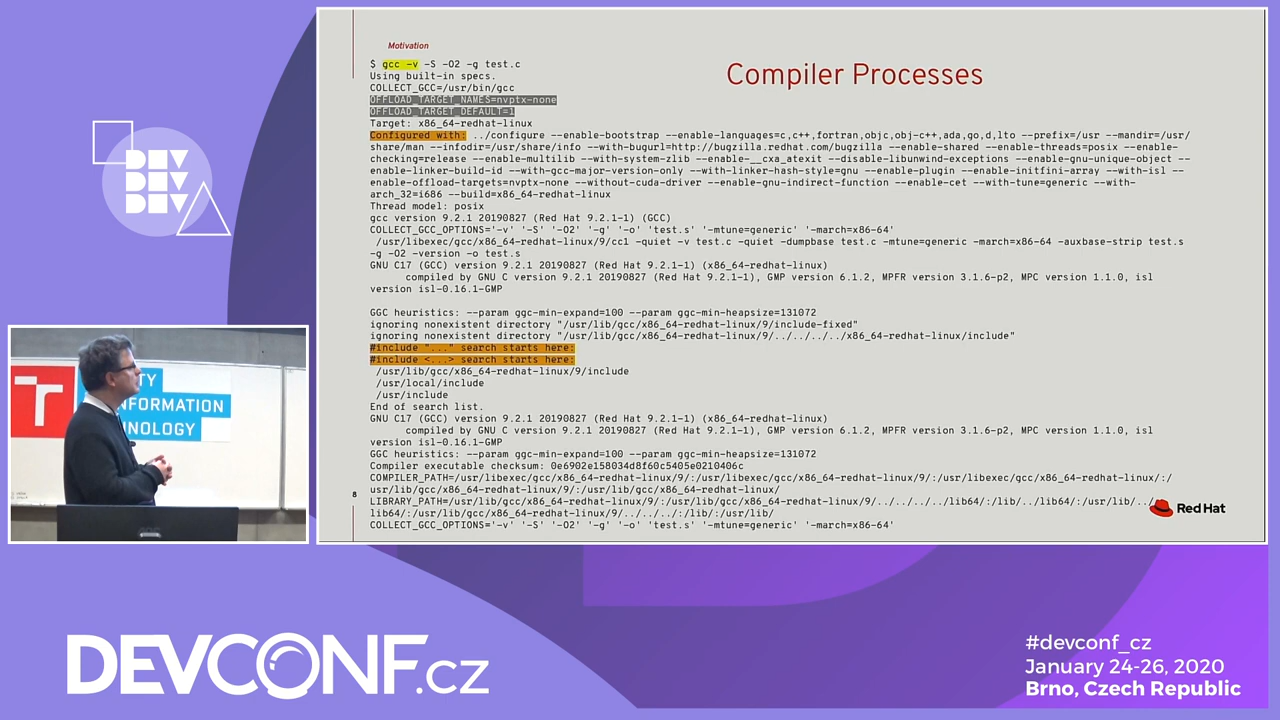 Motivation
Compiler Processes
$ gcc -v -S -O2 -g test.c
Using built-in specs.
COLLECT_GCC=/usr/bin/gcc
OFFLOAD_TARGET_NAMES=nvptx-none
OFFLOAD_TARGET_DEFAULT=1
Target: x86_64-redhat-linux
Configured with: ../configure --enable-bootstrap --enable-languages=c,c++,fortran,objc,obj-c++,ada,go,d,lto --prefix=/usr --mandir=/usr/
share/man --infodir=/usr/share/info --with-bugurl=http://bugzilla.redhat.com/bugzilla --enable-shared --enable-threads=posix --enable-
checking=release --enable-multilib --with-system-zlib --enable-__cxa_atexit --disable-libunwind-exceptions --enable-gnu-unique-object --
enable-linker-build-id --with-gcc-major-version-only --with-linker-hash-style=gnu --enable-plugin --enable-initfini-array --with-isl --
enable-offload-targets=nvptx-none --without-cuda-driver --enable-gnu-indirect-function --enable-cet --with-tune=generic --with-
arch_32=i686 --build=x86_64-redhat-linux
Thread model: posix
gcc version 9.2.1 20190827 (Red Hat 9.2.1-1) (GCC)
COLLECT_GCC_OPTIONS='-v' '-S' '-O2' '-g' '-o' 'test.s' '-mtune=generic' '-march=x86-64'
/usr/libexec/gcc/x86_64-redhat-linux/9/cc1 -quiet -v test.c -quiet -dumpbase test.c -mtune=generic -march=x86-64 -auxbase-strip test.s
-g -O2 -version -o test.s
GNU C17 (GCC) version 9.2.1 20190827 (Red Hat 9.2.1-1) (x86_64-redhat-linux)
compiled by GNU C version 9.2.1 20190827 (Red Hat 9.2.1-1), GMP version 6.1.2, MPFR version 3.1.6-p2, MPC version 1.1.0, isl
version isl-0.16.1-GMP
GGC heuristics: --param ggc-min-expand=100 --param ggc-min-heapsize=131072
ignoring nonexistent directory "/usr/lib/gcc/x86_64-redhat-linux/9/include-fixed"
ignoring nonexistent directory "/usr/lib/gcc/x86_64-redhat-linux/9/../../../../x86_64-redhat-linux/include"
#include "..." search starts here:
#include <...> search starts here:
/usr/lib/gcc/x86_64-redhat-linux/9/include
/usr/local/include
/usr/include
End of search list.
GNU C17 (GCC) version 9.2.1 20190827 (Red Hat 9.2.1-1) (x86_64-redhat-linux)
compiled by GNU C version 9.2.1 20190827 (Red Hat 9.2.1-1), GMP version 6.1.2, MPFR version 3.1.6-p2, MPC version 1.1.0, isl
version isl-0.16.1-GMP
GGC heuristics: --param ggc-min-expand=100 --param ggc-min-heapsize=131072
Compiler executable checksum: 0e6902e158034d8f60c5405e0210406c
COMPILER_PATH=/usr/libexec/gcc/x86_64-redhat-linux/9/:/usr/libexec/gcc/x86_64-redhat-linux/9/:/usr/libexec/gcc/x86_64-redhat-linux/:/
usr/lib/gcc/x86_64-redhat-linux/9/:/usr/lib/gcc/x86_64-redhat-linux/
LIBRARY_PATH=/usr/lib/gcc/x86_64-redhat-linux/9/:/usr/lib/gcc/x86_64-redhat-linux/9/../../../../lib64/:/lib/../lib64/:/usr/lib/../
lib64/:/usr/lib/gcc/x86_64-redhat-linux/9/../../../:/lib/:/usr/lib/
COLLECT_GCC_OPTIONS='-v' '-S' '-O2' '-g' '-o' 'test.s' '-mtune=generic' '-march=x86-64'
8
Red Hat
DEV
DEV
DEV
T
NFORMATION
NOLOGY
DEVCONF.cz
#devconf_cz
January 24-26, 2020
Brno, Czech Republic